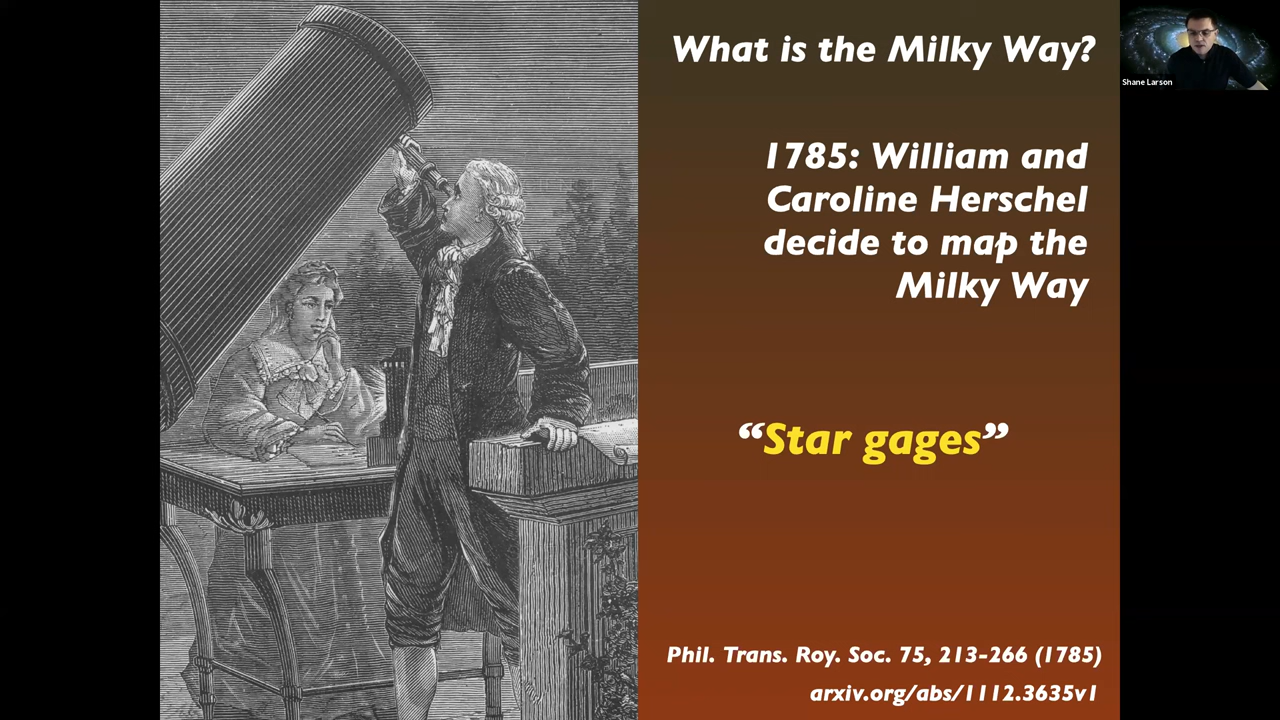 What is the Milky Way?
Shane Larson
1785: William and
Caroline Herschel
decide to map the
Milky Way
“Star gages”
Phil. Trans. Roy. Soc. 75, 213-266 (1785)
arxiv.org/abs/1112.3635v1